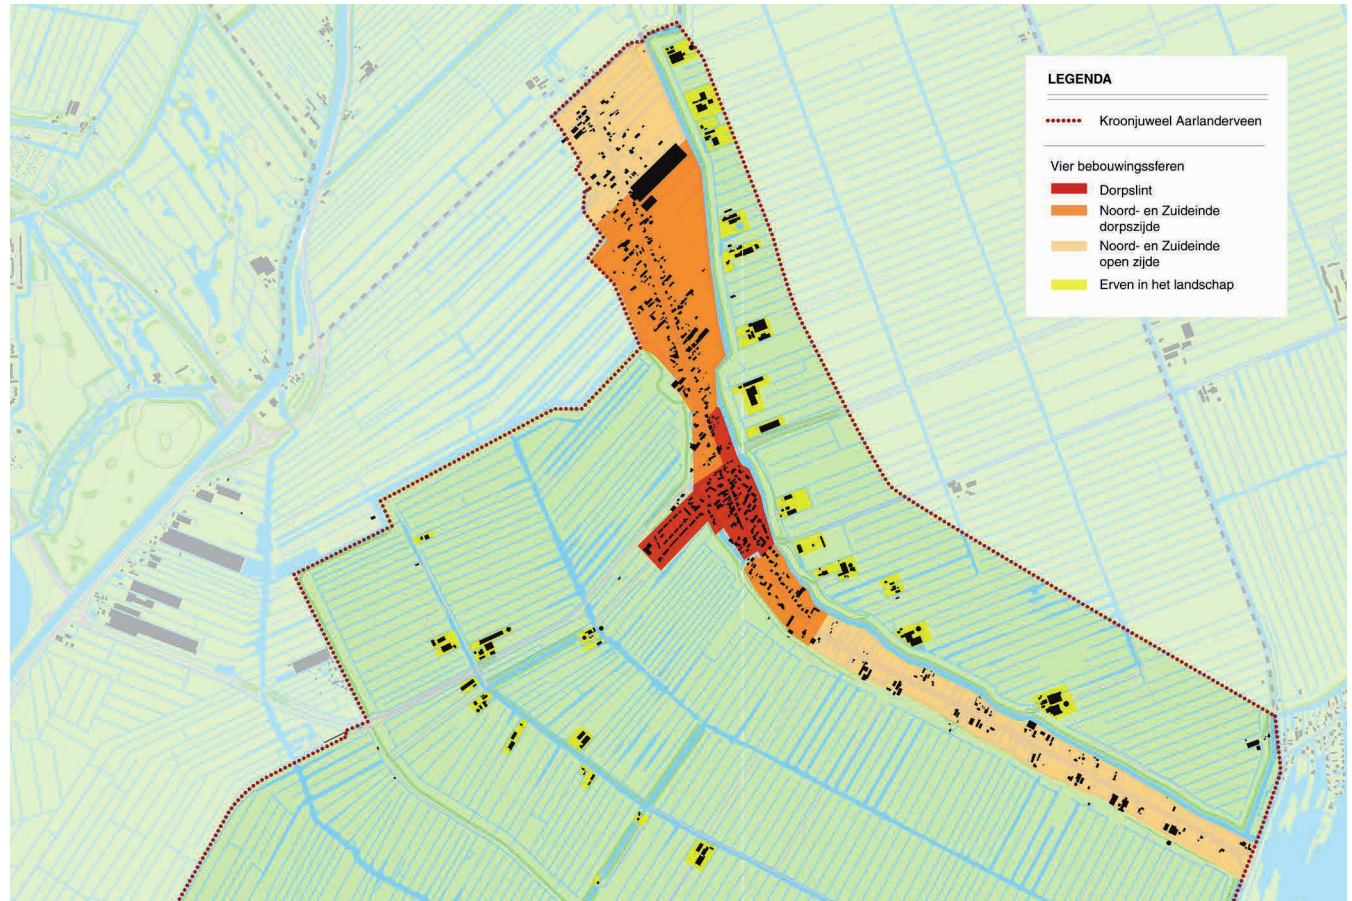 LEGENDA
Kroonjuweel Aarlanderveen
Vier bebouwingssferen
Dorpslint
Noord- en Zuideinde
dorpszijde
Noord- en Zuideinde
open zijde
Erven in het landschap